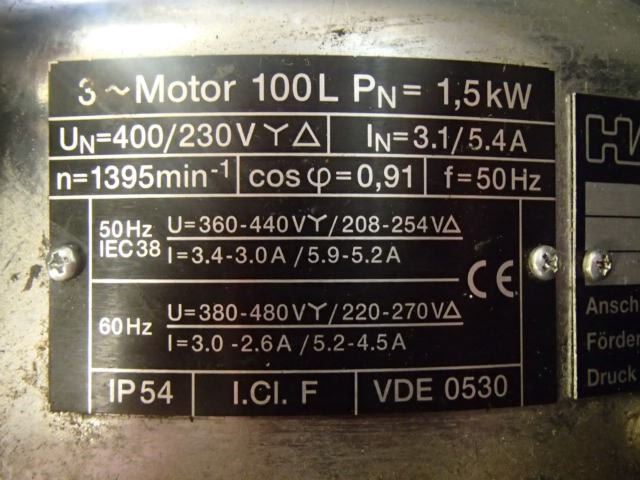 3~Motor 100L PN= 1,5kW
UN=400/230V Y△ IN=3.1/5.4A
n=1395min-1 cos φ=0,91 f=50Hz
50Hz IEC38
U=360-440VY/208-254V△
I=3.4-3.0A /5.9-5.2A
60Hz
U=380-480VY/220-270V△
I=3.0 -2.6A /5.2-4.5A
CE
IP54 I.Cl. F VDE 0530
Ansch
Förder
Druck